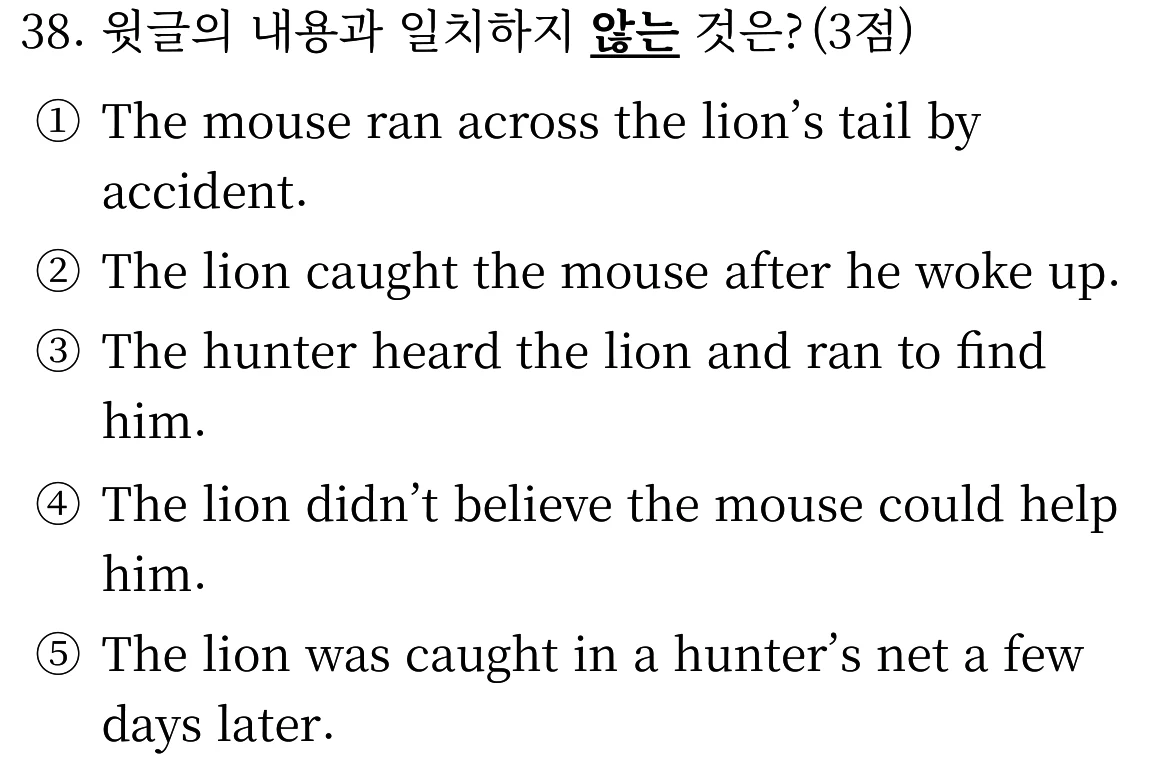 38. 윗글의 내용과 일치하지 않는 것은?(3점)
① The mouse ran across the lion’s tail by
accident.
② The lion caught the mouse after he woke up.
③ The hunter heard the lion and ran to find
him.
④ The lion didn’t believe the mouse could help
him.
⑤ The lion was caught in a hunter’s net a few
days later.